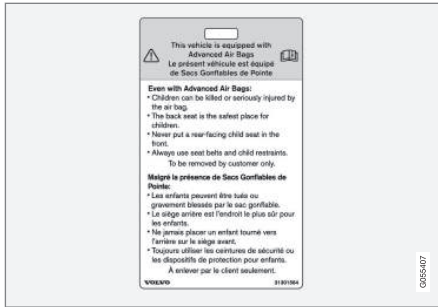 This vehicle is equipped with
Advanced Air Bags
Le présent véhicule est équipé
de Sacs Gonflables de Pointe
Even with Advanced Air Bags:
• Children can be killed or seriously injured by
the air bag.
• The back seat is the safest place for
children.
• Never put a rear-facing child seat in the
front.
• Always use seat belts and child restraints.
To be removed by customer only.
Malgré la présence de Sacs Gonflables de
Pointe:
• Les enfants peuvent être tués ou
gravement blessés par le sac gonflable.
• Le siège arrière est l'endroit le plus sûr pour
les enfants.
• Ne jamais placer un enfant tourné vers
l'arrière sur le siège avant.
• Toujours utiliser les ceintures de sécurité ou
les dispositifs de protection pour enfants.
À enlever par le client seulement.
VOLVO 31301564
G055407